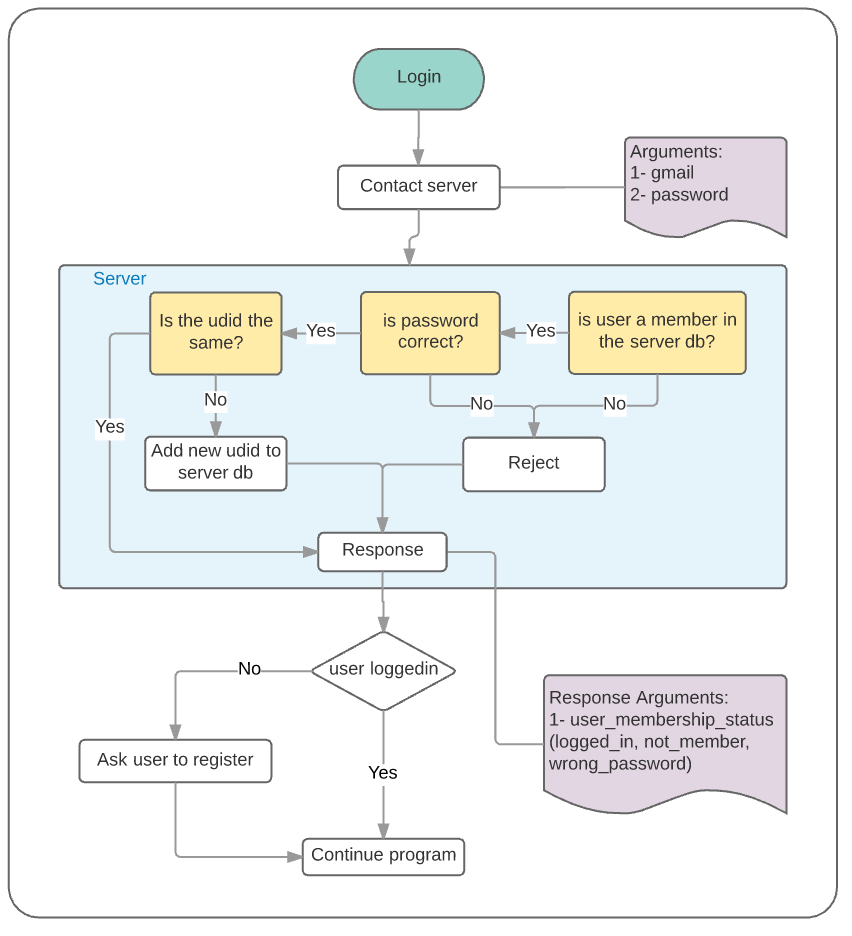 Login
Contact server
Arguments:
1- gmail
2- password
Server
Is the udid the
same?
Yes
is password
correct?
Yes
is user a member in
the server db?
No
No
No
Yes
Add new udid to
server db
Reject
Response
user loggedin
No
Response Arguments:
1- user_membership_status
(logged_in, not_member,
wrong_password)
Ask user to register
Yes
Continue program